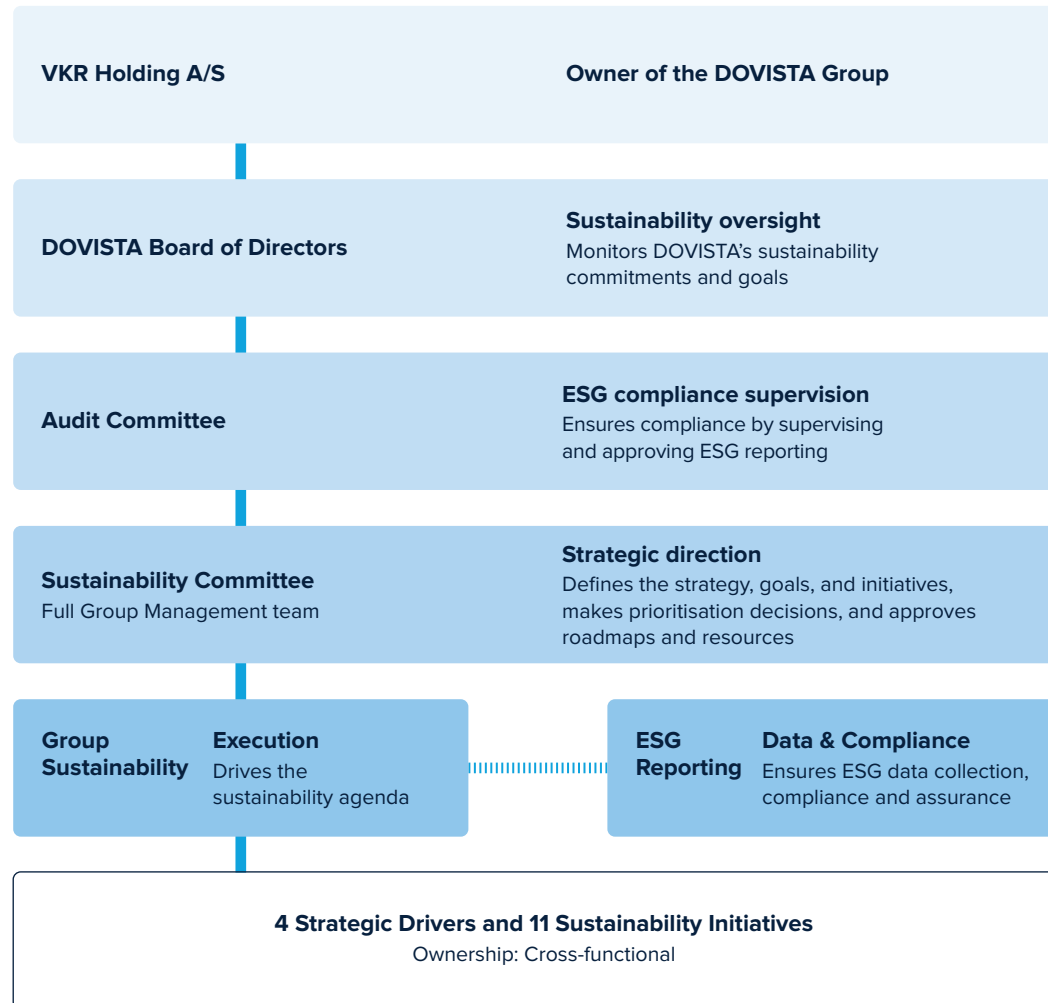 VKR Holding A/S
Owner of the DOVISTA Group
DOVISTA Board of Directors
Sustainability oversight
Monitors DOVISTA’s sustainability
commitments and goals
Audit Committee
ESG compliance supervision
Ensures compliance by supervising
and approving ESG reporting
Sustainability Committee
Full Group Management team
Strategic direction
Defines the strategy, goals, and initiatives,
makes prioritisation decisions, and approves
roadmaps and resources
Group
Sustainability
Execution
Drives the
sustainability agenda
ESG
Reporting
Data & Compliance
Ensures ESG data collection,
compliance and assurance
4 Strategic Drivers and 11 Sustainability Initiatives
Ownership: Cross-functional